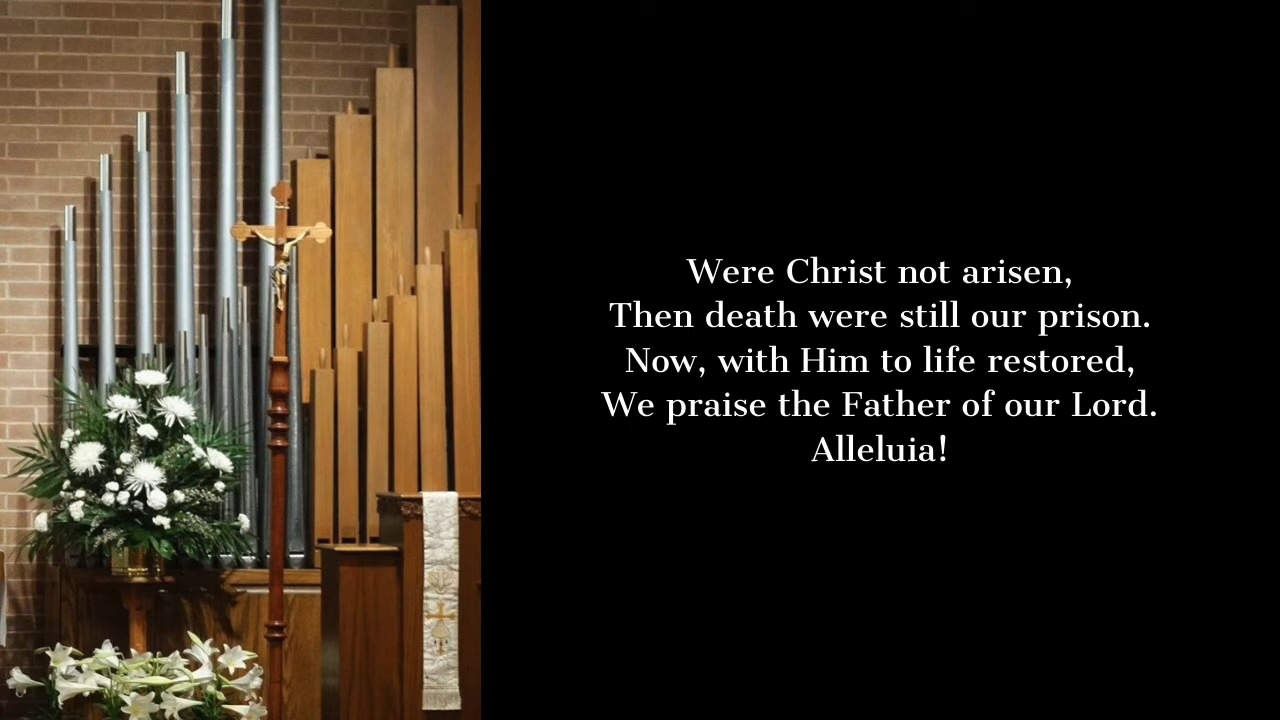 Were Christ not arisen,
Then death were still our prison.
Now, with Him to life restored,
We praise the Father of our Lord.
Alleluia!